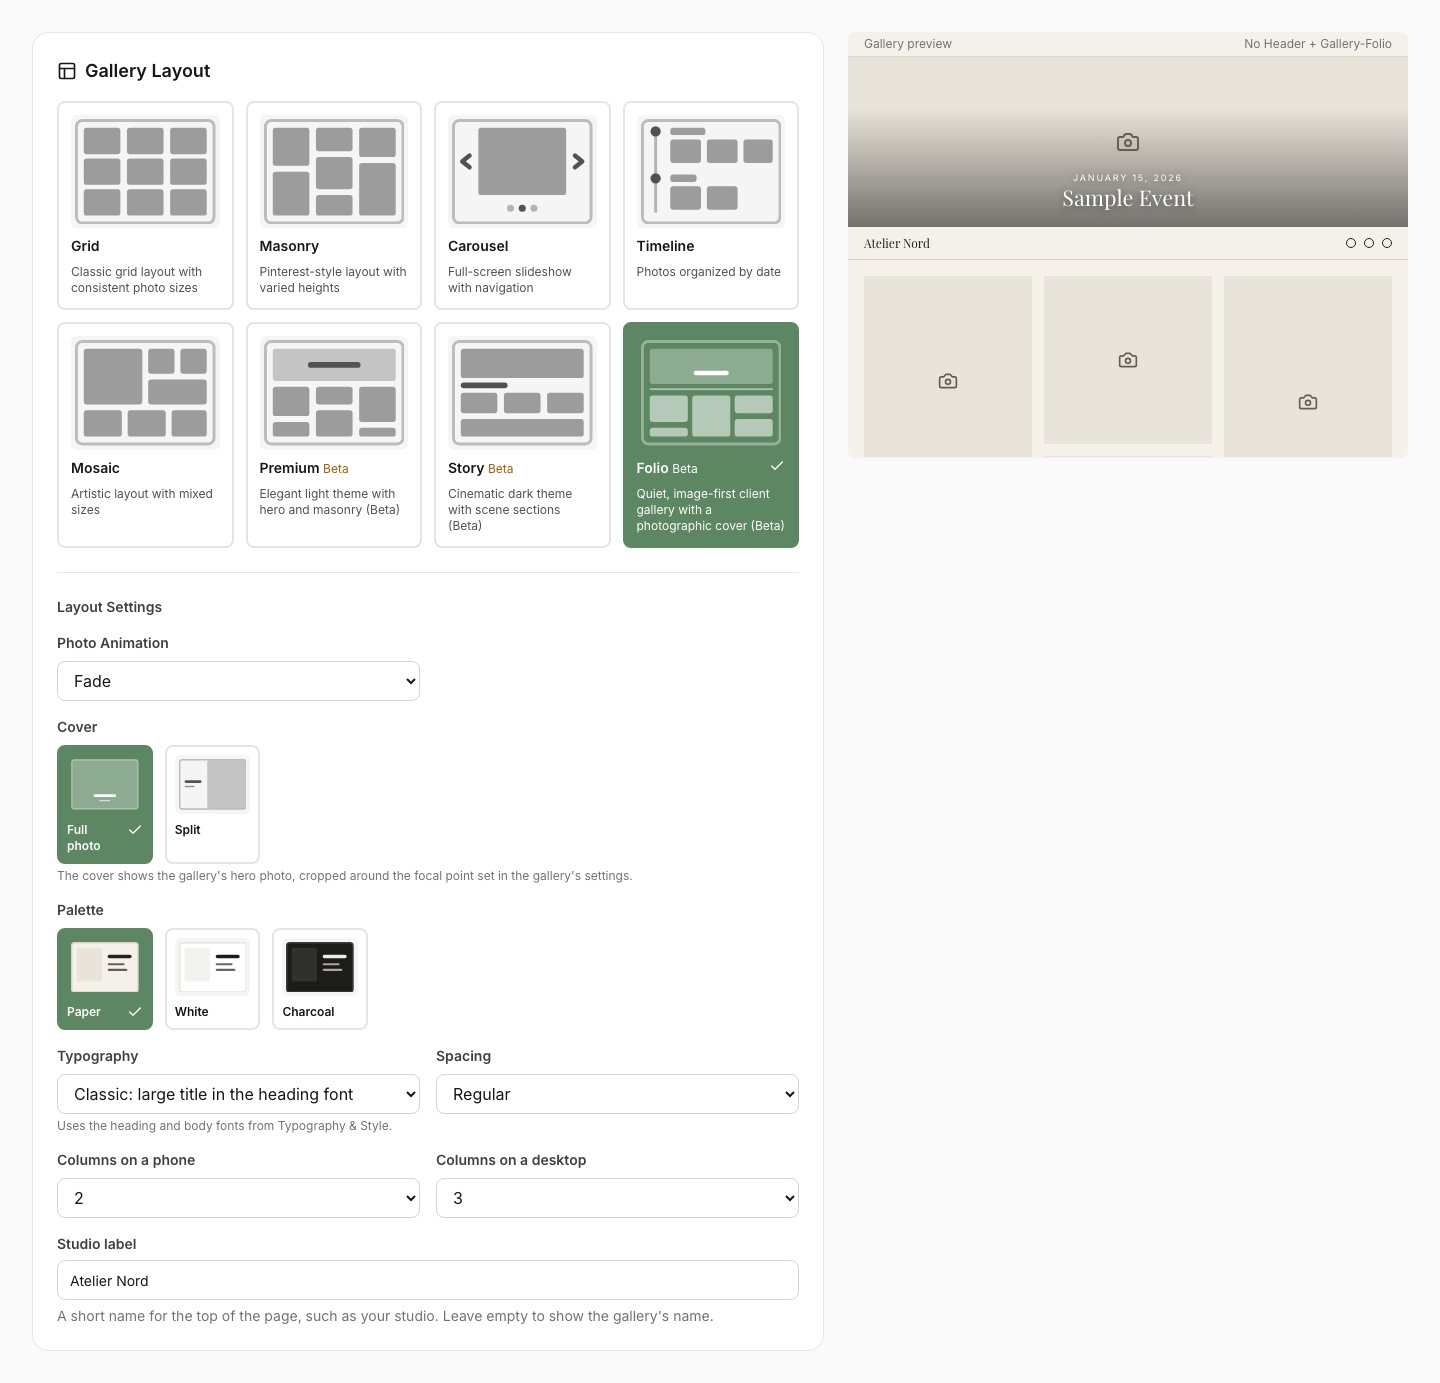 Gallery Layout
Grid
Classic grid layout with
consistent photo sizes
Masonry
Pinterest-style layout with
varied heights
Carousel
Full-screen slideshow
with navigation
Timeline
Photos organized by date
Mosaic
Artistic layout with mixed
sizes
Premium Beta
Elegant light theme with
hero and masonry (Beta)
Story Beta
Cinematic dark theme
with scene sections
(Beta)
Folio Beta
Quiet, image-first client
gallery with a
photographic cover (Beta)
Layout Settings
Photo Animation
Fade
Cover
Full
photo
Split
The cover shows the gallery's hero photo, cropped around the focal point set in the gallery's settings.
Palette
Paper
White
Charcoal
Typography
Classic: large title in the heading font
Uses the heading and body fonts from Typography & Style.
Spacing
Regular
Columns on a phone
2
Columns on a desktop
3
Studio label
Atelier Nord
A short name for the top of the page, such as your studio. Leave empty to show the gallery's name.
Gallery preview
No Header + Gallery-Folio
JANUARY 15, 2026
Sample Event
Atelier Nord